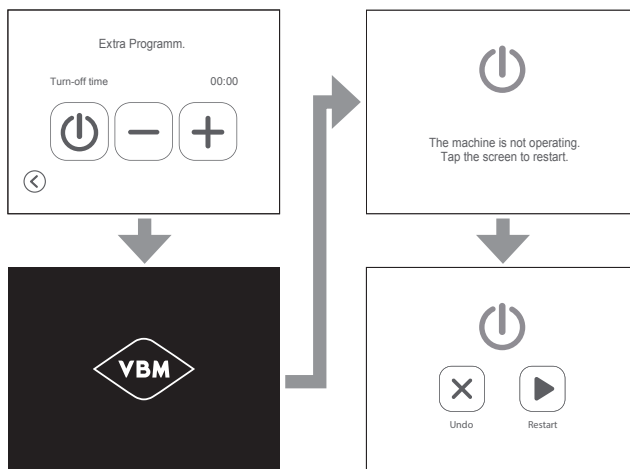 Extra Programm.
Turn-off time 00:00
VBM
The machine is not operating.
Tap the screen to restart.
Undo Restart